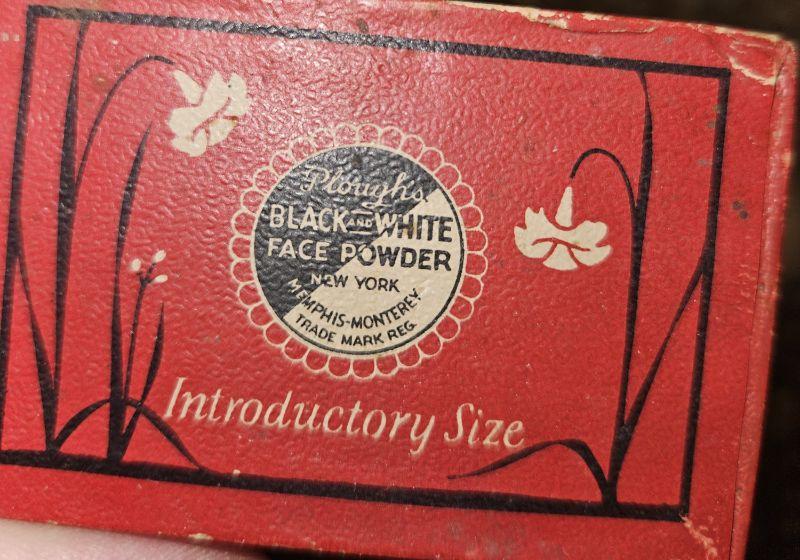 Plough's
BLACK AND WHITE
FACE POWDER
NEW YORK
MEMPHIS-MONTEREY
TRADE MARK REG.
Introductory Size